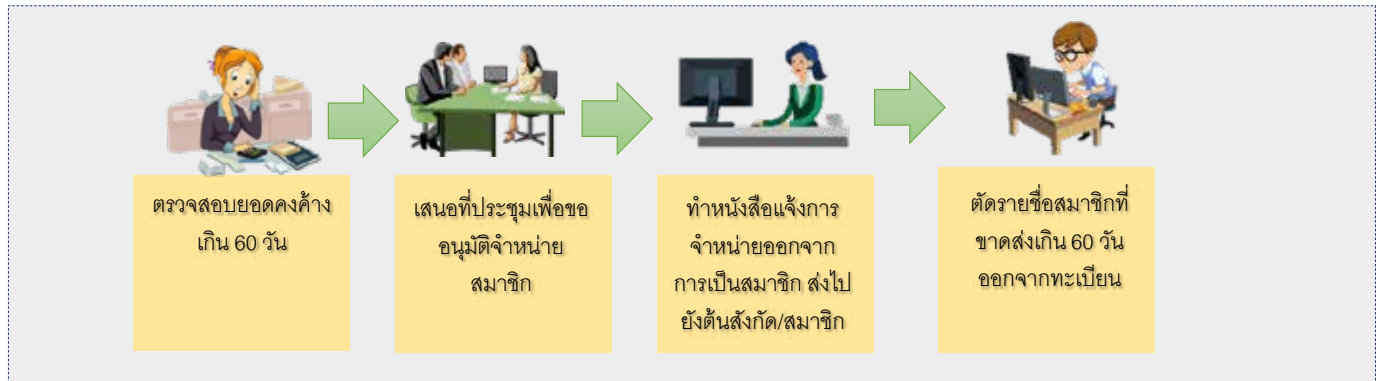 ตรวจสอบยอดคงค้าง
เกิน 60 วัน
เสนอที่ประชุมเพื่อขอ
อนุมัติจำหน่าย
สมาชิก
ทำหนังสือแจ้งการ
จำหน่ายออกจาก
การเป็นสมาชิก ส่งไป
ยังต้นสังกัด/สมาชิก
ตัดรายชื่อสมาชิกที่
ขาดส่งเกิน 60 วัน
ออกจากทะเบียน